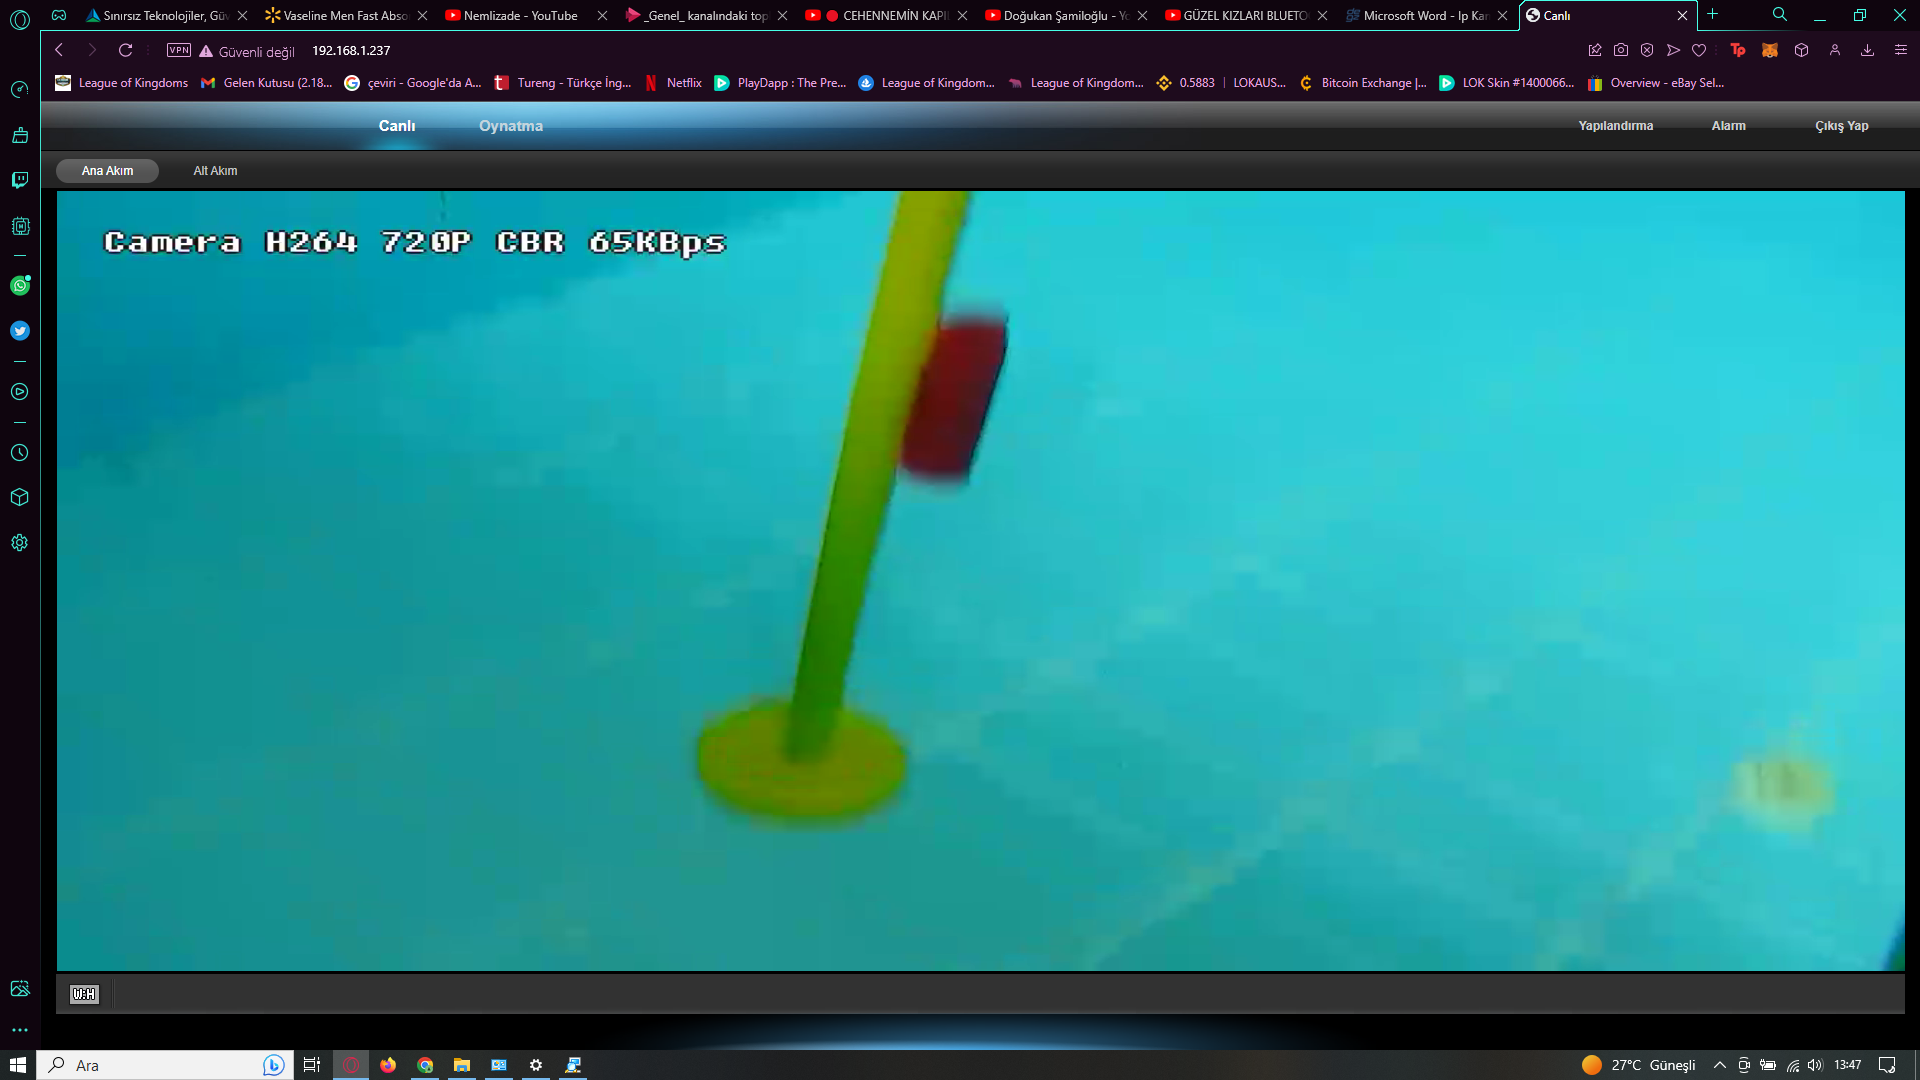 Sınırsız Teknolojiler, Güv
Vaseline Men Fast Abso
Nemlizade - YouTube
_Genel_ kanalındaki top
CEHENNEMİN KAPI
Doğukan Şamiloğlu - Yo
GÜZEL KIZLARI BLUETO
Microsoft Word - Ip Kam
Canlı
VPN
Güvenli değil
192.168.1.237
League of Kingdoms
Gelen Kutusu (2.18...
çeviri - Google'da A...
Tureng - Türkçe İng...
Netflix
PlayDapp : The Pre...
League of Kingdom...
League of Kingdom...
0.5883 | LOKAUS...
Bitcoin Exchange |...
LOK Skin #1400066...
Overview - eBay Sel...
Canlı
Oynatma
Yapılandırma
Alarm
Çıkış Yap
Ana Akım
Alt Akım
Camera H264 720P CBR 65KBps
W:H
Ara
27°C Güneşli
13:47